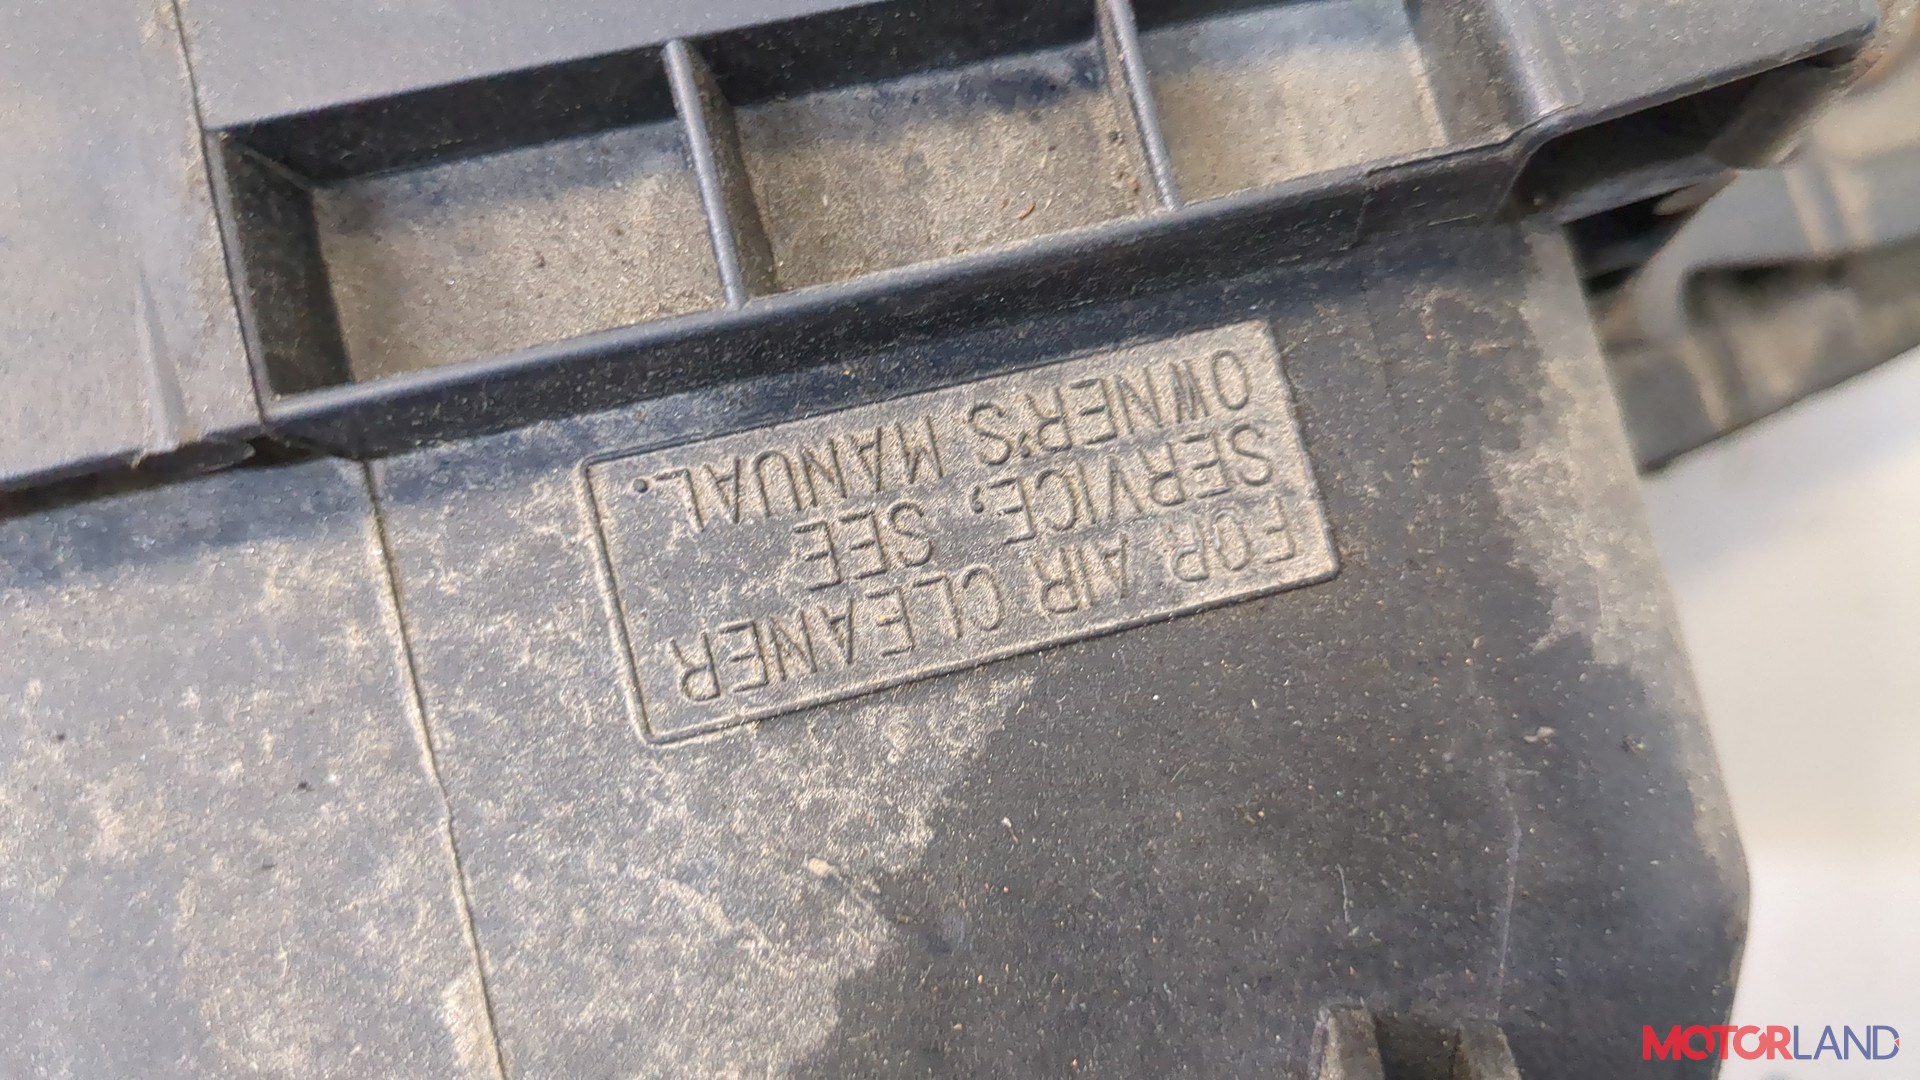 FOR AIR CLEANER
SERVICE, SEE
OWNER'S MANUAL.
MOTORLAND